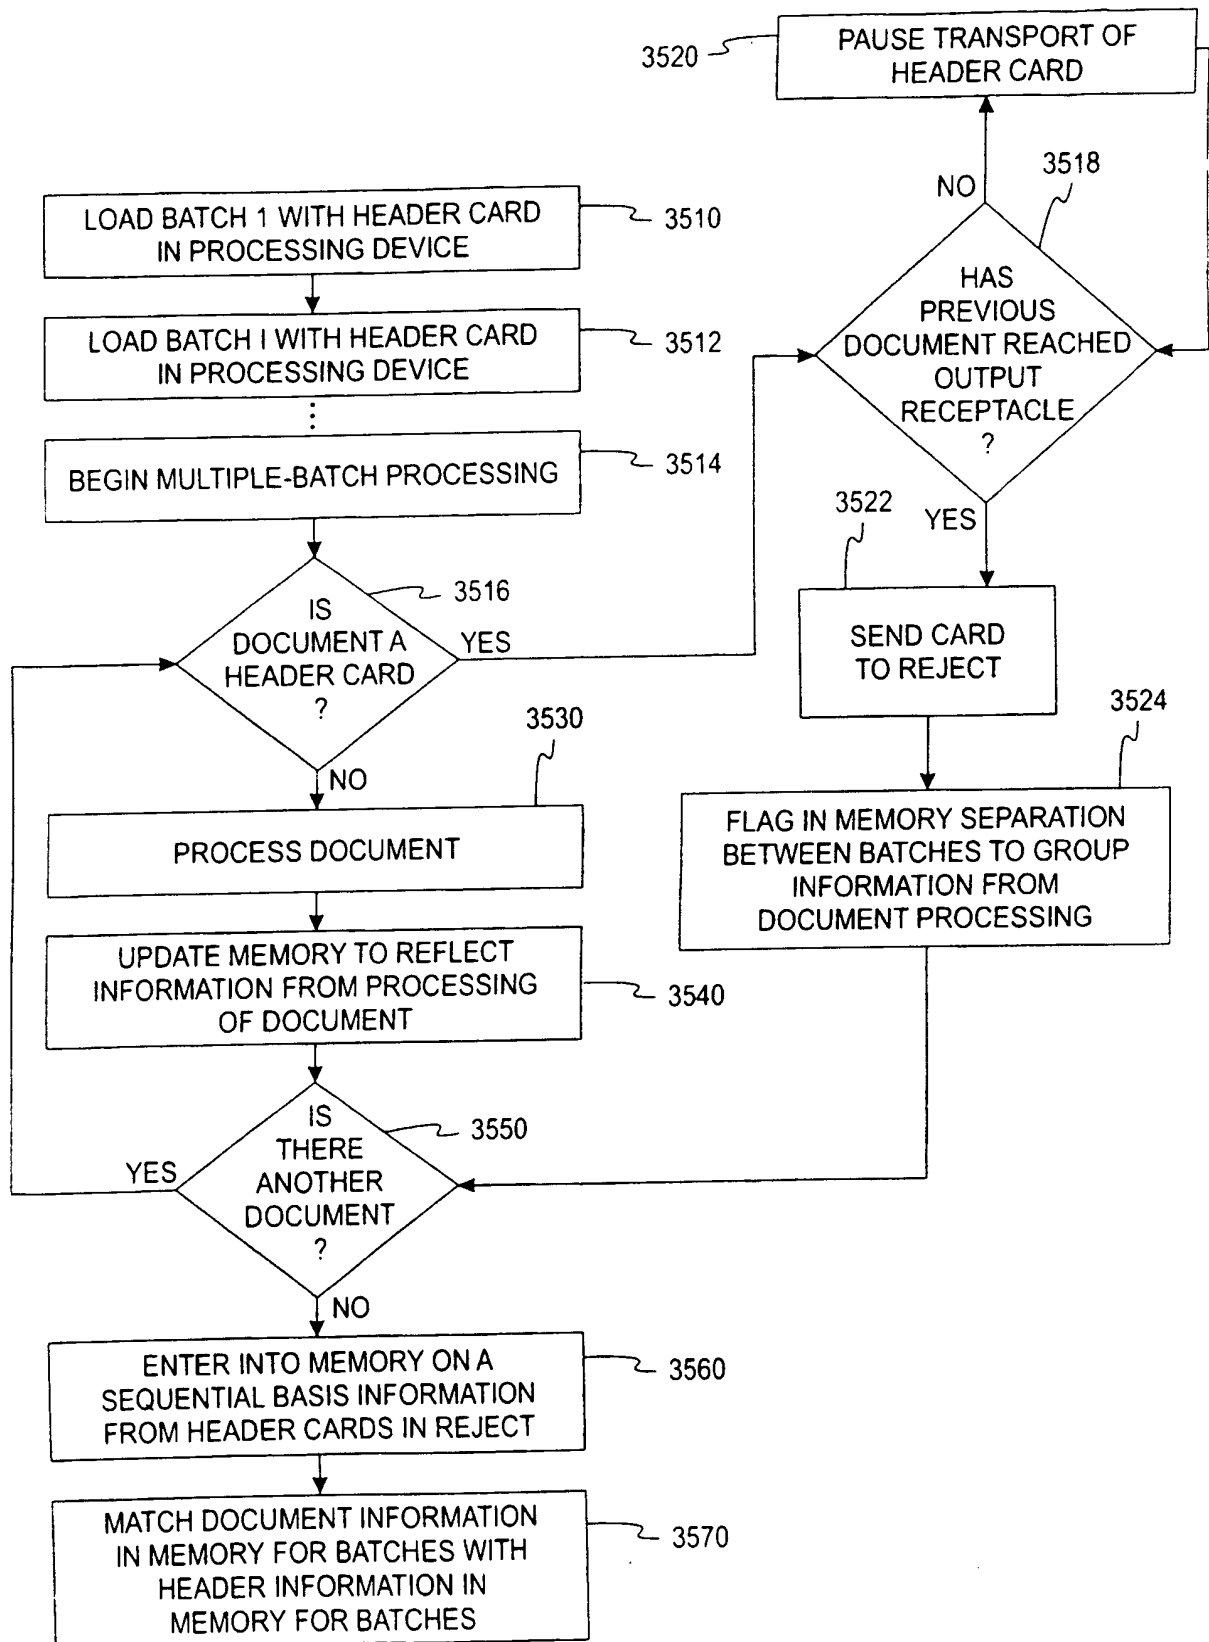 3520
PAUSE TRANSPORT OF
HEADER CARD
NO
3518
HAS
PREVIOUS
DOCUMENT REACHED
OUTPUT
RECEPTACLE
?
YES
LOAD BATCH 1 WITH HEADER CARD
IN PROCESSING DEVICE
3510
LOAD BATCH I WITH HEADER CARD
IN PROCESSING DEVICE
3512
BEGIN MULTIPLE-BATCH PROCESSING
3514
IS
DOCUMENT A
HEADER CARD
?
3516
YES
NO
3522
SEND CARD
TO REJECT
3524
FLAG IN MEMORY SEPARATION
BETWEEN BATCHES TO GROUP
INFORMATION FROM
DOCUMENT PROCESSING
3530
PROCESS DOCUMENT
UPDATE MEMORY TO REFLECT
INFORMATION FROM PROCESSING
OF DOCUMENT
3540
IS
THERE
ANOTHER
DOCUMENT
?
3550
YES
NO
ENTER INTO MEMORY ON A
SEQUENTIAL BASIS INFORMATION
FROM HEADER CARDS IN REJECT
3560
MATCH DOCUMENT INFORMATION
IN MEMORY FOR BATCHES WITH
HEADER INFORMATION IN
MEMORY FOR BATCHES
3570